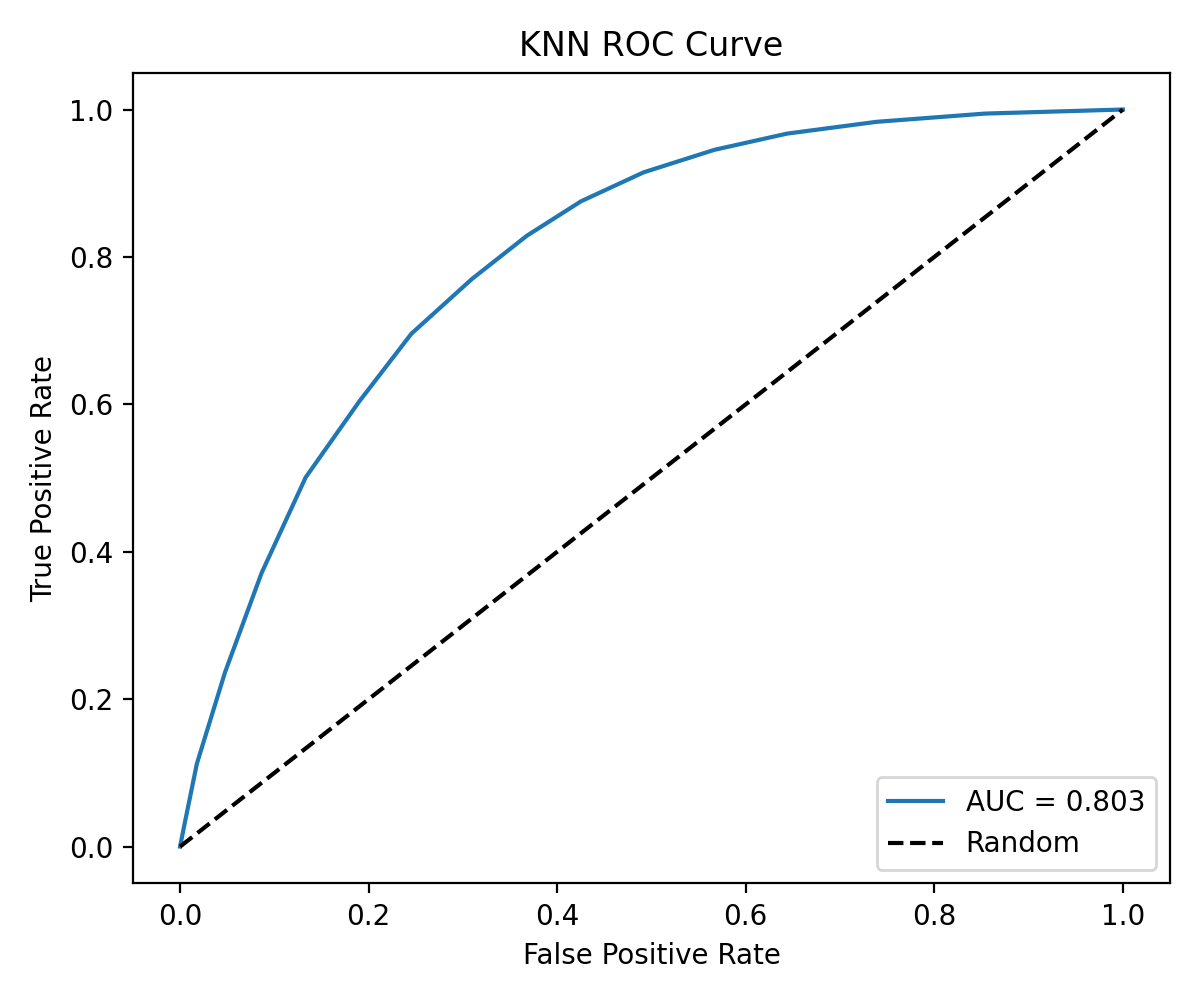 KNN ROC Curve
True Positive Rate
1.0
0.8
0.6
0.4
0.2
0.0
0.0 0.2 0.4 0.6 0.8 1.0
False Positive Rate
AUC = 0.803
Random